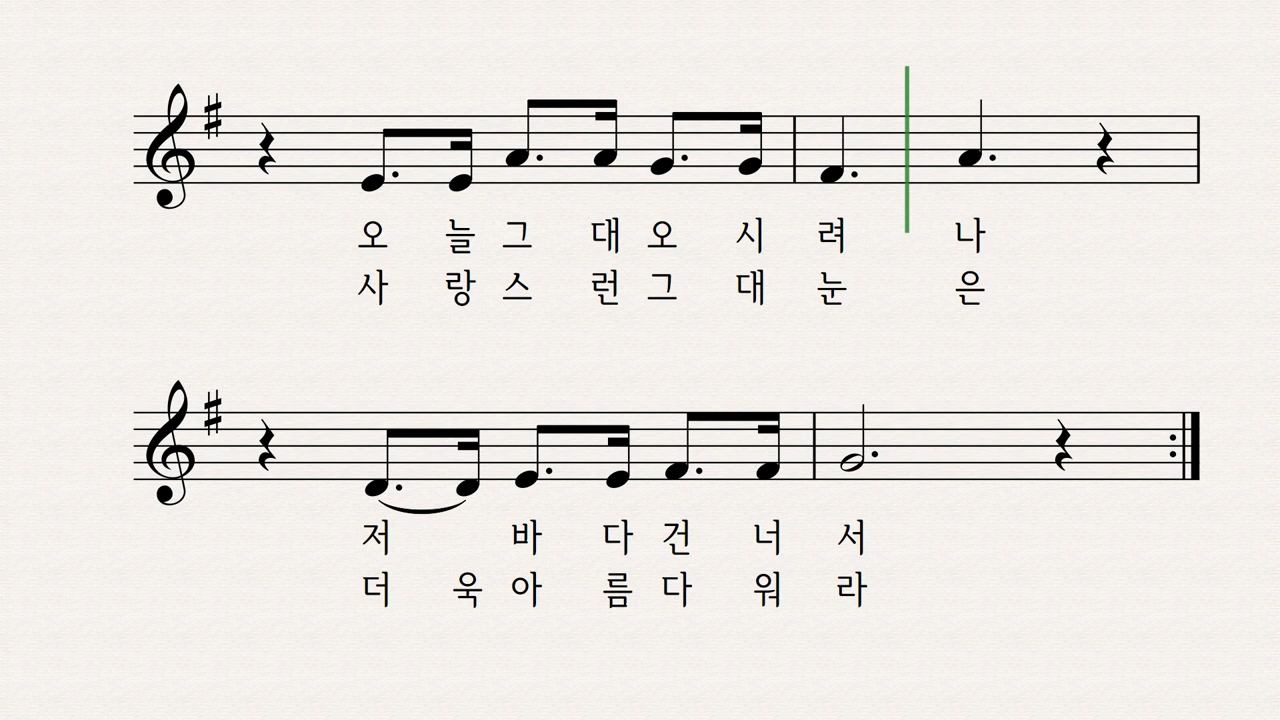 오 늘 그 대 오 시 려 나
사 랑 스 런 그 대 눈 은
저 바 다 건 너 서
더 욱 아 름 다 워 라